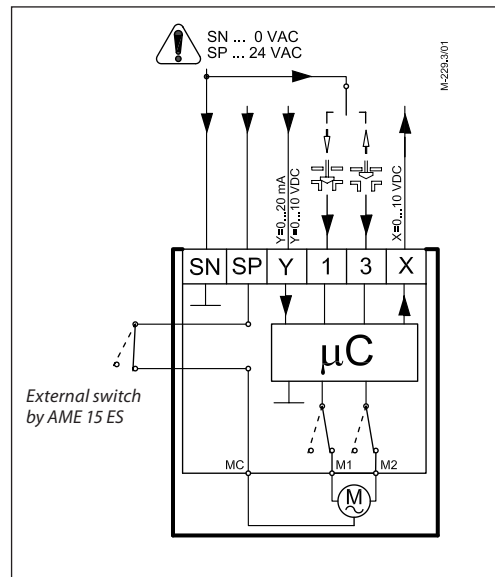 SN ... 0 VAC
SP ... 24 VAC
M-229.3/01
Y=0...20 mA
Y=0...10 VDC
X=0...10 VDC
SN SP Y 1 3 X
µC
External switch
by AME 15 ES
MC M1 M2
M